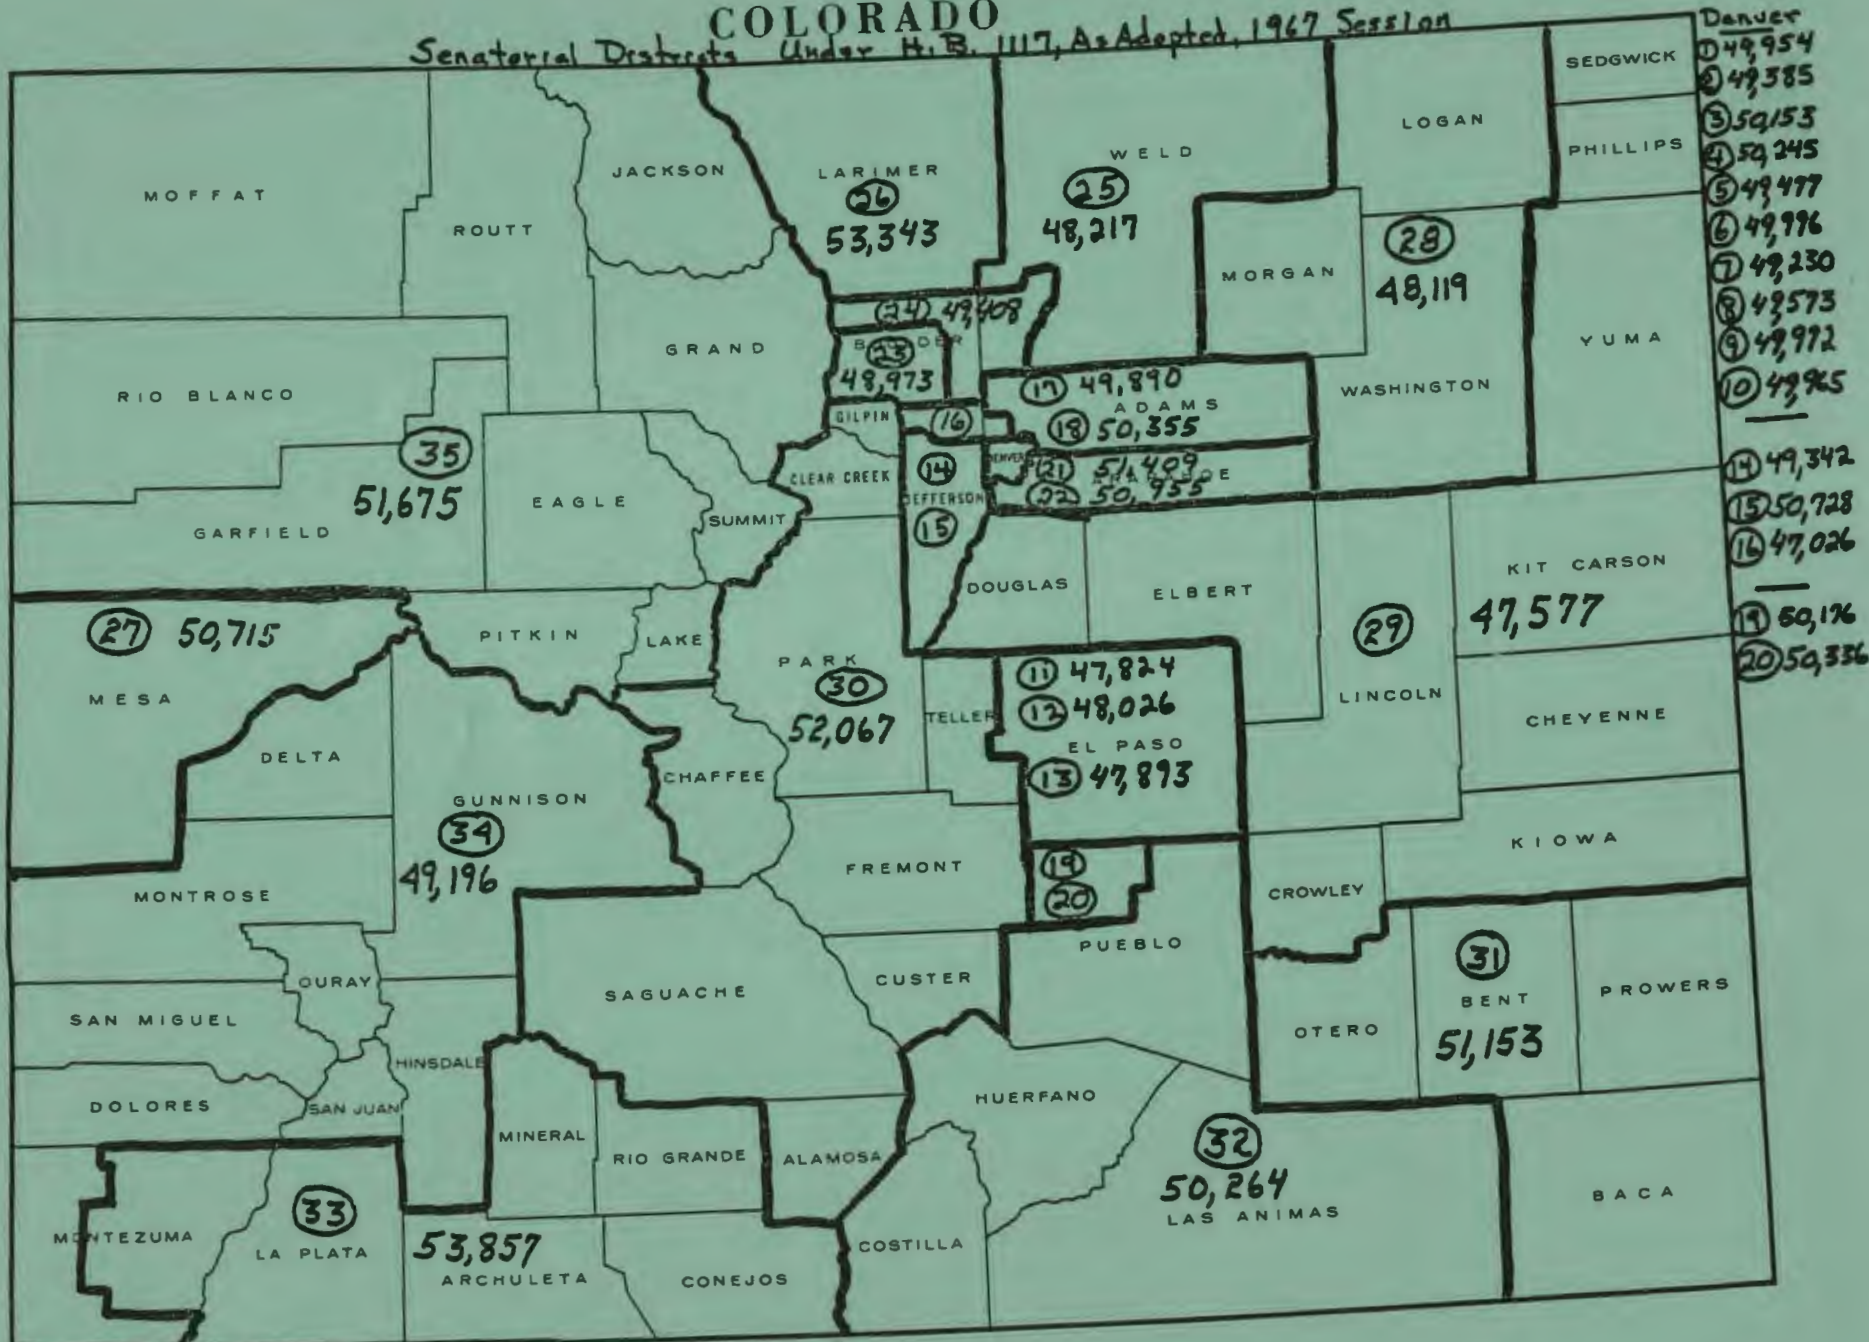 COLORADO
Senatorial Districts Under H.B. 1117, As Adopted, 1967 Session
Denver
① 49,954
② 49,385
③ 50,153
④ 50,245
⑤ 49,477
⑥ 49,996
⑦ 49,230
⑧ 49,573
⑨ 49,972
⑩ 49,965
⑭ 49,342
⑮ 50,728
⑯ 47,026
⑲ 50,176
⑳ 50,336
SEDGWICK
LOGAN
PHILLIPS
WELD
㉕
48,217
LARIMER
㉖
53,343
JACKSON
MOFFAT
ROUTT
㉘
48,119
MORGAN
YUMA
WASHINGTON
㉔ 49,408
BOULDER
㉓
48,973
GRAND
RIO BLANCO
GILPIN
⑯
⑰ 49,890
ADAMS
⑱ 50,355
DENVER
㉑ 51,409
㉒ 50,955
CLEAR CREEK
⑭
JEFFERSON
⑮
㉟
51,675
EAGLE
SUMMIT
GARFIELD
DOUGLAS
ELBERT
KIT CARSON
47,577
㉙
LINCOLN
CHEYENNE
㉗ 50,715
MESA
PITKIN
LAKE
PARK
㉚
52,067
TELLER
⑪ 47,824
⑫ 48,026
EL PASO
⑬ 47,893
DELTA
GUNNISON
㉞
49,196
CHAFFEE
FREMONT
⑲
⑳
PUEBLO
CROWLEY
KIOWA
MONTROSE
OURAY
SAN MIGUEL
SAGUACHE
CUSTER
㉛
BENT
51,153
OTERO
PROWERS
HINSDALE
DOLORES
SAN JUAN
MINERAL
RIO GRANDE
ALAMOSA
HUERFANO
㉜
50,264
LAS ANIMAS
BACA
MONTEZUMA
㉝
LA PLATA
53,857
ARCHULETA
CONEJOS
COSTILLA